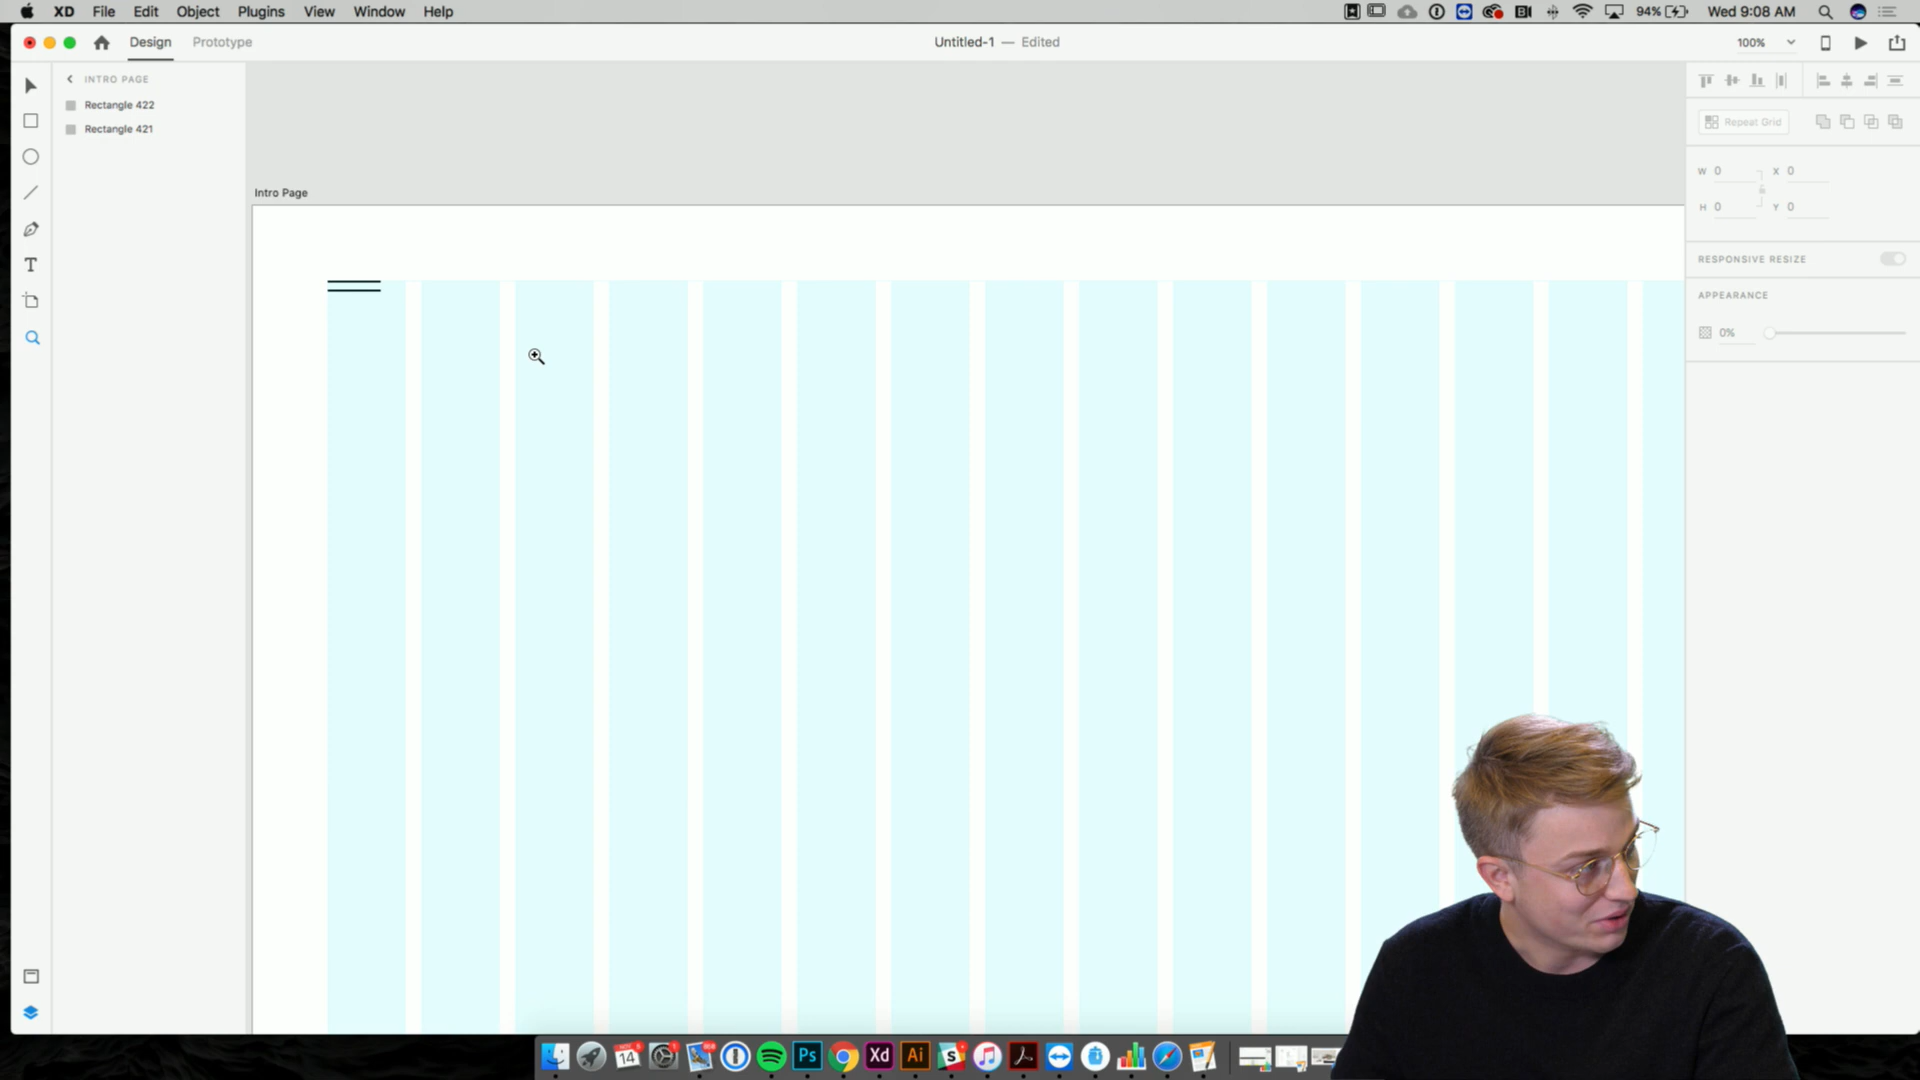 XD File Edit Object Plugins View Window Help
94% Wed 9:08 AM
Design Prototype
Untitled-1 — Edited
100%
INTRO PAGE
Rectangle 422
Rectangle 421
T
Intro Page
Repeat Grid
W 0 X 0
H 0 Y 0
RESPONSIVE RESIZE
APPEARANCE
0%
14 Ps Xd Ai S